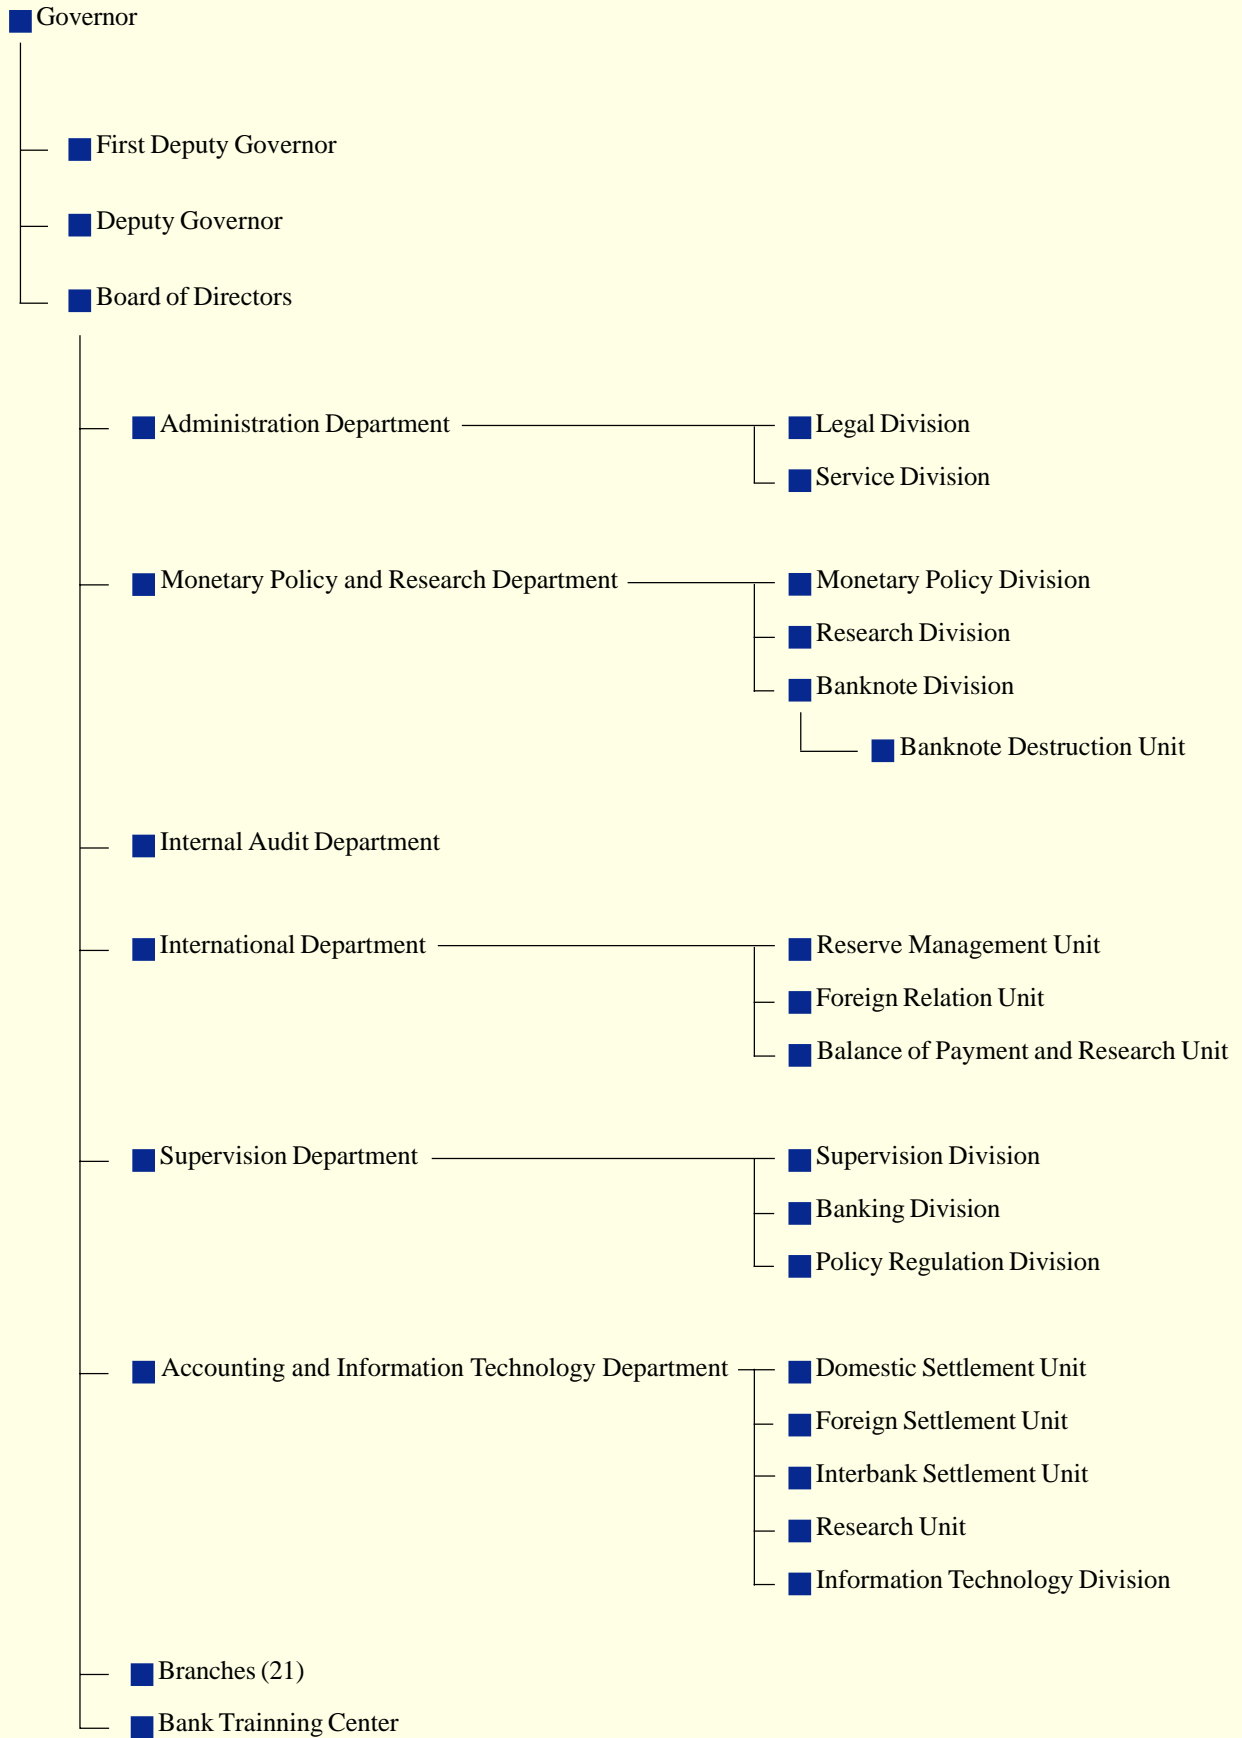 Governor
First Deputy Governor
Deputy Governor
Board of Directors
Administration Department
Legal Division
Service Division
Monetary Policy and Research Department
Monetary Policy Division
Research Division
Banknote Division
Banknote Destruction Unit
Internal Audit Department
International Department
Reserve Management Unit
Foreign Relation Unit
Balance of Payment and Research Unit
Supervision Department
Supervision Division
Banking Division
Policy Regulation Division
Accounting and Information Technology Department
Domestic Settlement Unit
Foreign Settlement Unit
Interbank Settlement Unit
Research Unit
Information Technology Division
Branches (21)
Bank Trainning Center